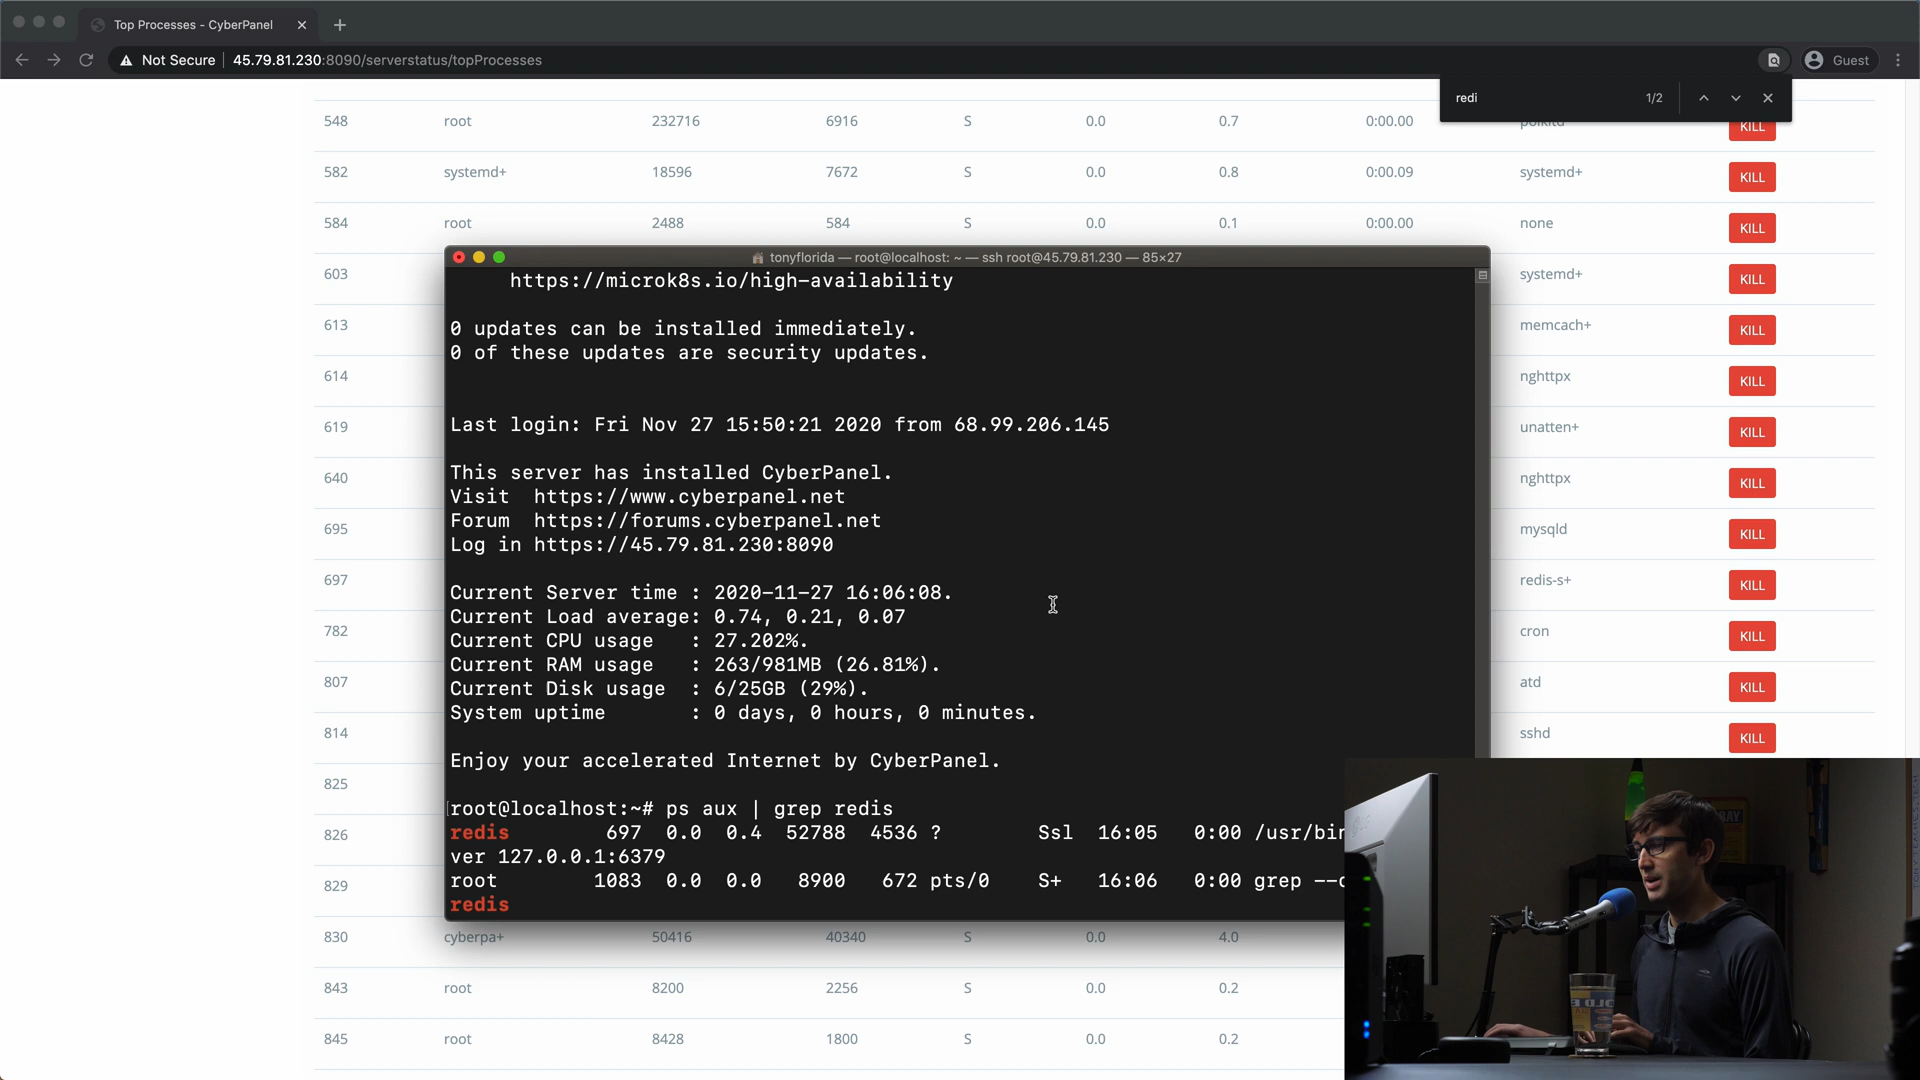 Top Processes - CyberPanel
Not Secure 45.79.81.230:8090/serverstatus/topProcesses
Guest
redi 1/2
548 root 232716 6916 S 0.0 0.7 0:00.00 polkitd KILL
582 systemd+ 18596 7672 S 0.0 0.8 0:00.09 systemd+ KILL
584 root 2488 584 S 0.0 0.1 0:00.00 none KILL
603 systemd+ KILL
613 memcach+ KILL
614 nghttpx KILL
619 unatten+ KILL
640 nghttpx KILL
695 mysqld KILL
697 redis-s+ KILL
782 cron KILL
807 atd KILL
814 sshd KILL
825
826
829
830 cyberpa+ 50416 40340 S 0.0 4.0
843 root 8200 2256 S 0.0 0.2
845 root 8428 1800 S 0.0 0.2
tonyflorida — root@localhost: ~ — ssh root@45.79.81.230 — 85×27
https://microk8s.io/high-availability
0 updates can be installed immediately.
0 of these updates are security updates.
Last login: Fri Nov 27 15:50:21 2020 from 68.99.206.145
This server has installed CyberPanel.
Visit https://www.cyberpanel.net
Forum https://forums.cyberpanel.net
Log in https://45.79.81.230:8090
Current Server time : 2020-11-27 16:06:08.
Current Load average: 0.74, 0.21, 0.07
Current CPU usage : 27.202%.
Current RAM usage : 263/981MB (26.81%).
Current Disk usage : 6/25GB (29%).
System uptime : 0 days, 0 hours, 0 minutes.
Enjoy your accelerated Internet by CyberPanel.
[root@localhost:~# ps aux | grep redis
redis 697 0.0 0.4 52788 4536 ? Ssl 16:05 0:00 /usr/bin
ver 127.0.0.1:6379
root 1083 0.0 0.0 8900 672 pts/0 S+ 16:06 0:00 grep --c
redis